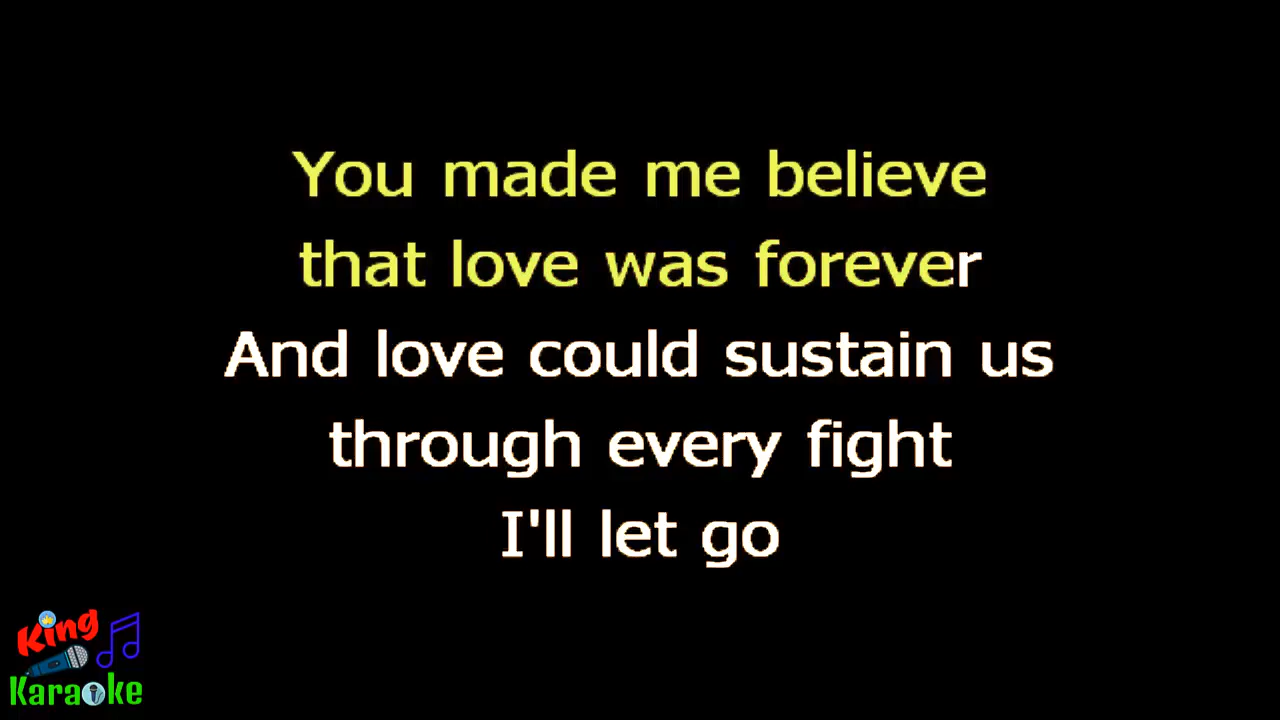 You made me believe
that love was forever
And love could sustain us
through every fight
I'll let go
King
Karaoke